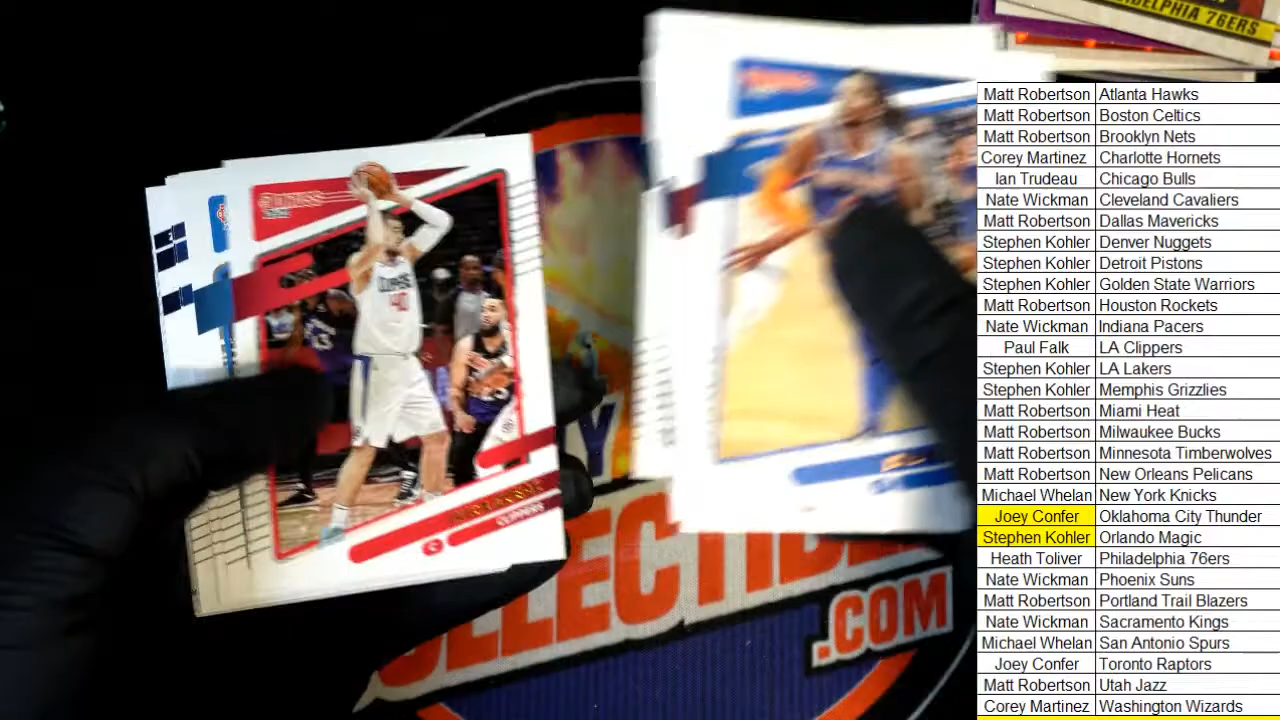 PHILADELPHIA 76ERS
Matt Robertson Atlanta Hawks
Matt Robertson Boston Celtics
Matt Robertson Brooklyn Nets
Corey Martinez Charlotte Hornets
Ian Trudeau Chicago Bulls
Nate Wickman Cleveland Cavaliers
Matt Robertson Dallas Mavericks
Stephen Kohler Denver Nuggets
Stephen Kohler Detroit Pistons
Stephen Kohler Golden State Warriors
Matt Robertson Houston Rockets
Nate Wickman Indiana Pacers
Paul Falk LA Clippers
Stephen Kohler LA Lakers
Stephen Kohler Memphis Grizzlies
Matt Robertson Miami Heat
Matt Robertson Milwaukee Bucks
Matt Robertson Minnesota Timberwolves
Matt Robertson New Orleans Pelicans
Michael Whelan New York Knicks
Joey Confer Oklahoma City Thunder
Stephen Kohler Orlando Magic
Heath Toliver Philadelphia 76ers
Nate Wickman Phoenix Suns
Matt Robertson Portland Trail Blazers
Nate Wickman Sacramento Kings
Michael Whelan San Antonio Spurs
Joey Confer Toronto Raptors
Matt Robertson Utah Jazz
Corey Martinez Washington Wizards
CLIPPERS
40
CLIPPERS
.COM